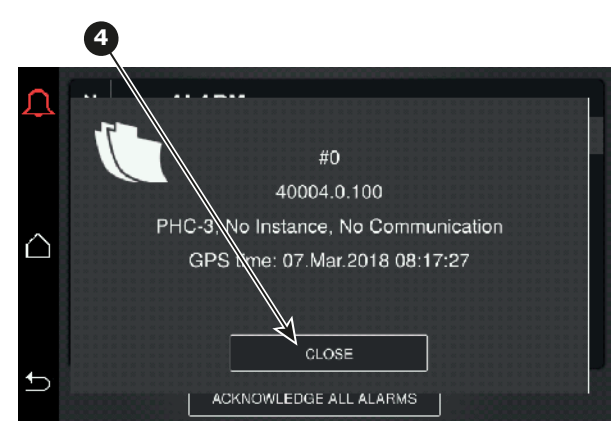 4
ALARM
#0
40004.0.100
PHC-3, No Instance, No Communication
GPS time: 07.Mar.2018 08:17:27
CLOSE
ACKNOWLEDGE ALL ALARMS